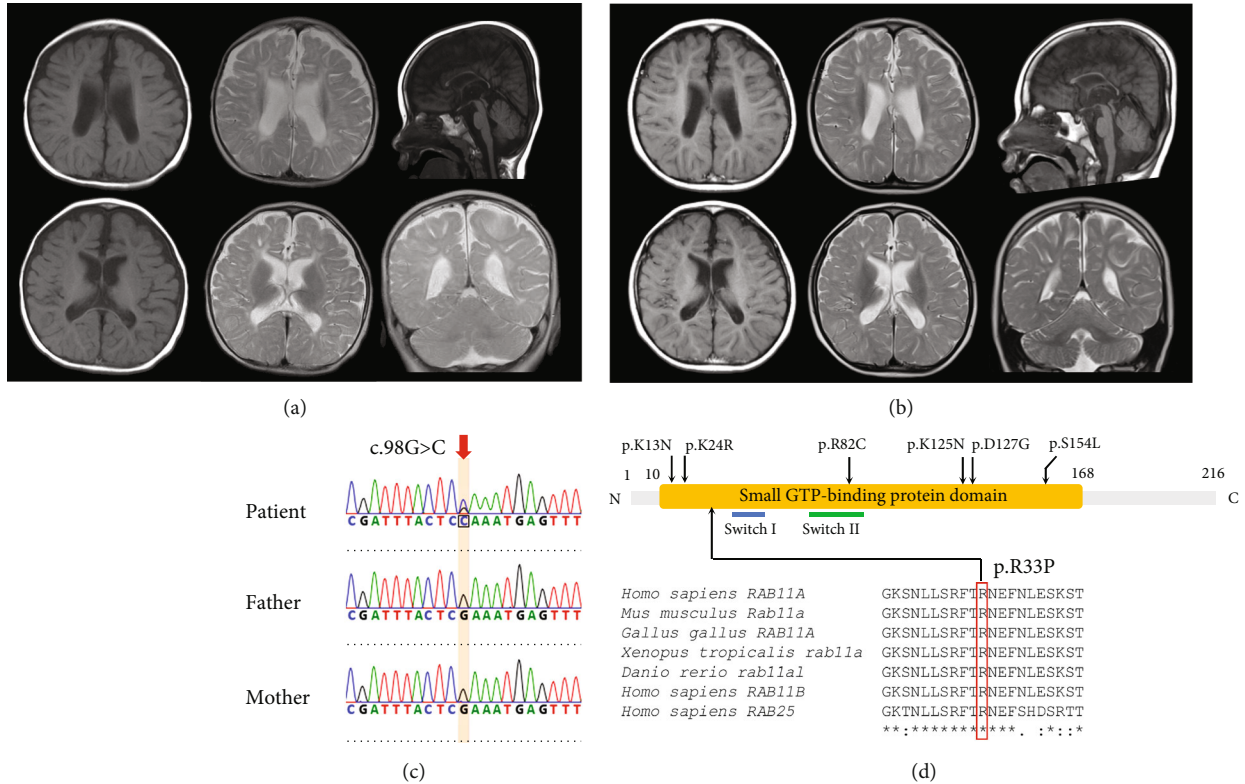 (a)
(b)
c.98G>C
Patient
CGATTTACTCCAAATGAGTTT
Father
CGATTTACTCGAAATGAGTTT
Mother
CGATTTACTCGAAATGAGTTT
(c)
p.K13N
p.K24R
p.R82C
p.K125N
p.D127G
p.S154L
1 10 168 216
N Small GTP-binding protein domain C
Switch I Switch II
p.R33P
Homo sapiens RAB11A GKSNLLSRFTRNEFNLESKST
Mus musculus Rab11a GKSNLLSRFTRNEFNLESKST
Gallus gallus RAB11A GKSNLLSRFTRNEFNLESKST
Xenopus tropicalis rab11a GKSNLLSRFTRNEFNLESKST
Danio rerio rab11al GKSNLLSRFTRNEFNLESKST
Homo sapiens RAB11B GKSNLLSRFTRNEFNLESKST
Homo sapiens RAB25 GKTNLLSRFTRNEFSHDSRTT
**:***********. :*::*
(d)